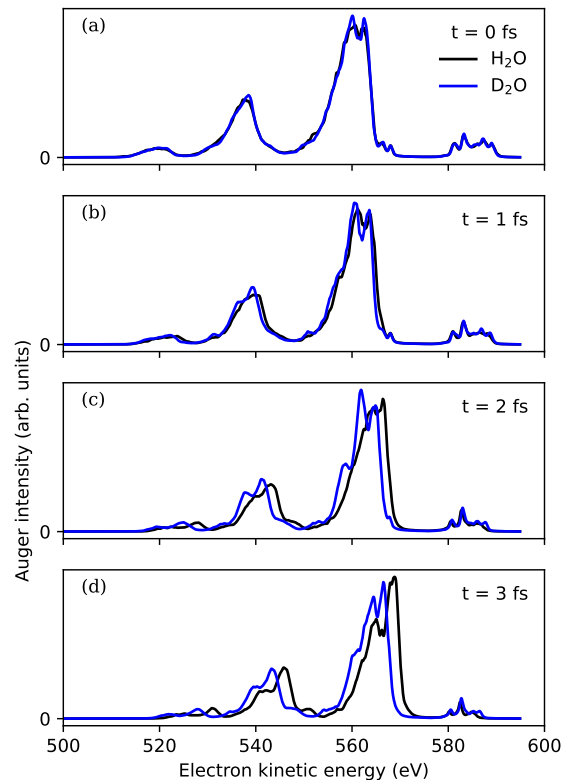 (a)
t = 0 fs
H₂O
D₂O
0
(b)
t = 1 fs
0
(c)
t = 2 fs
0
(d)
t = 3 fs
0
500 520 540 560 580 600
Electron kinetic energy (eV)
Auger intensity (arb. units)